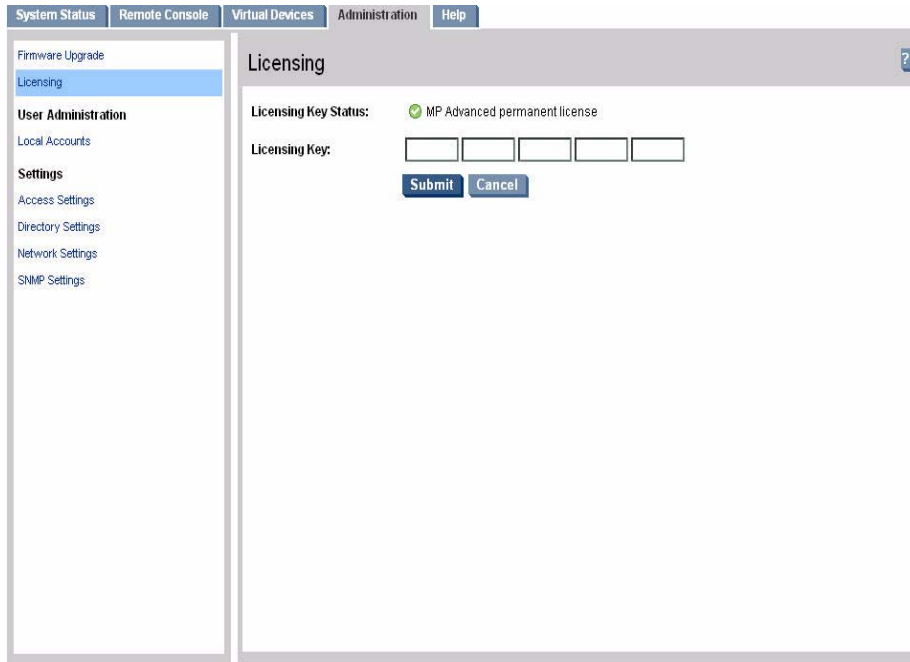 System Status Remote Console Virtual Devices Administration Help
Firmware Upgrade
Licensing
User Administration
Local Accounts
Settings
Access Settings
Directory Settings
Network Settings
SNMP Settings
Licensing
?
Licensing Key Status: MP Advanced permanent license
Licensing Key:
Submit Cancel